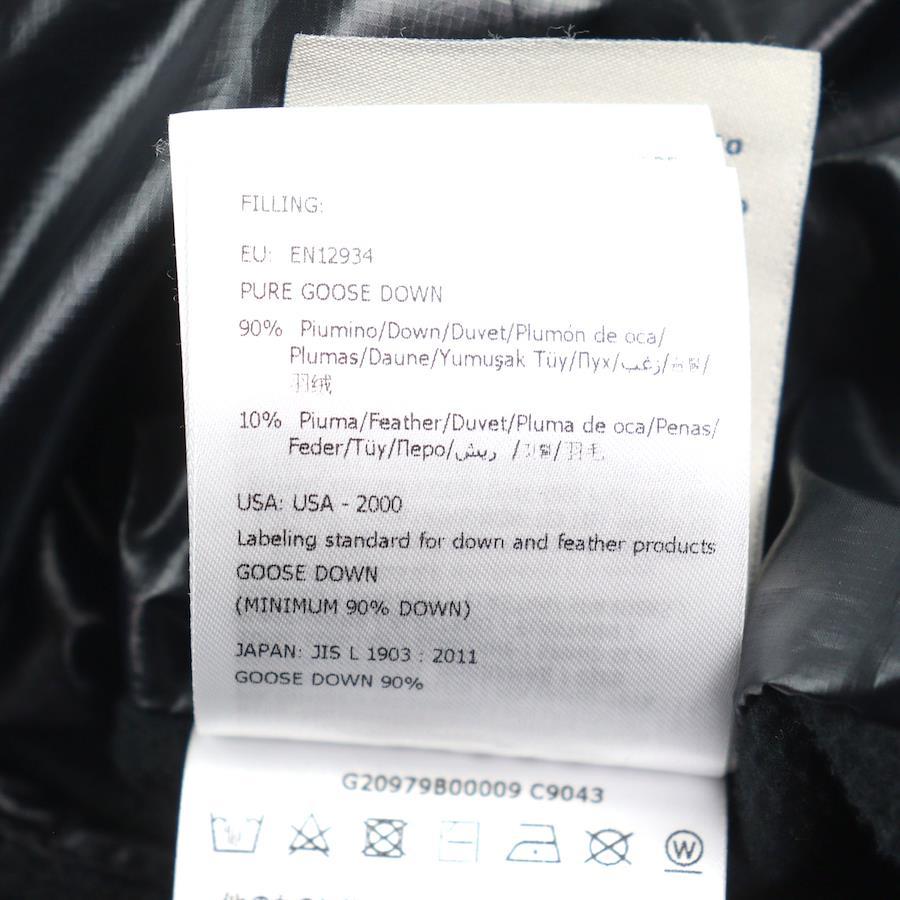 FILLING:
EU: EN12934
PURE GOOSE DOWN
90% Piumino/Down/Duvet/Plumón de oca/
Plumas/Daune/Yumuşak Tüy/Пух/زغب/
羽绒
10% Piuma/Feather/Duvet/Pluma de oca/Penas/
Feder/Tüy/Перо/ريش/羽毛
USA: USA - 2000
Labeling standard for down and feather products
GOOSE DOWN
(MINIMUM 90% DOWN)
JAPAN: JIS L 1903 : 2011
GOOSE DOWN 90%
G20979B00009 C9043
W